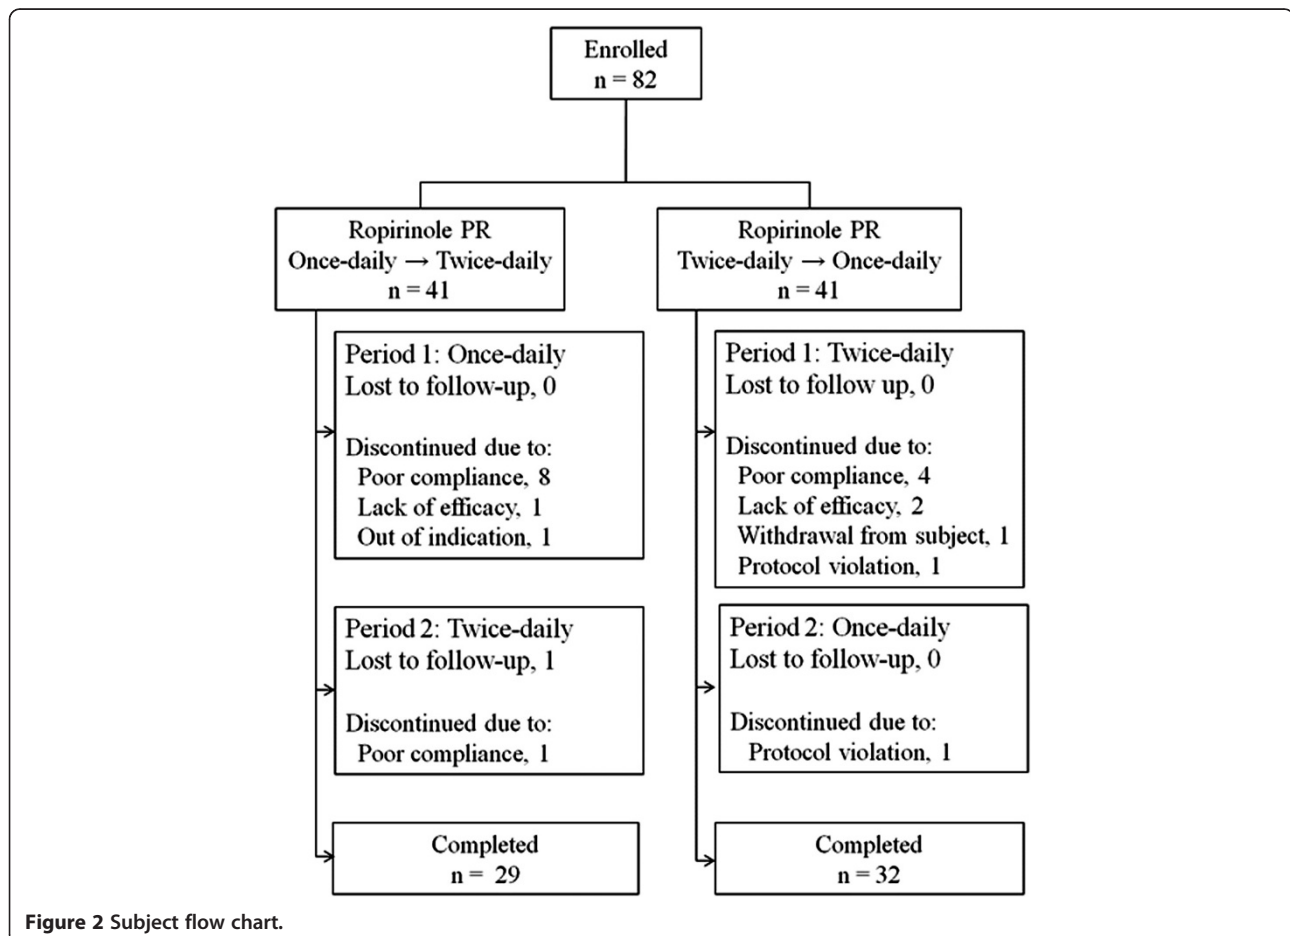 Enrolled
n = 82
Ropirinole PR
Once-daily → Twice-daily
n = 41
Ropirinole PR
Twice-daily → Once-daily
n = 41
Period 1: Once-daily
Lost to follow-up, 0
Discontinued due to:
Poor compliance, 8
Lack of efficacy, 1
Out of indication, 1
Period 1: Twice-daily
Lost to follow up, 0
Discontinued due to:
Poor compliance, 4
Lack of efficacy, 2
Withdrawal from subject, 1
Protocol violation, 1
Period 2: Twice-daily
Lost to follow-up, 1
Discontinued due to:
Poor compliance, 1
Period 2: Once-daily
Lost to follow-up, 0
Discontinued due to:
Protocol violation, 1
Completed
n = 29
Completed
n = 32
Figure 2 Subject flow chart.